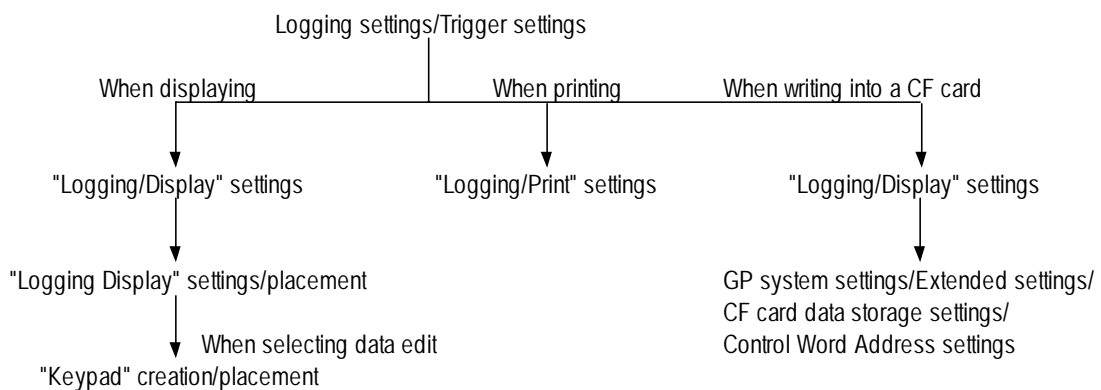 Logging settings/Trigger settings
When displaying
When printing
When writing into a CF card
"Logging/Display" settings
"Logging/Print" settings
"Logging/Display" settings
"Logging Display" settings/placement
GP system settings/Extended settings/
CF card data storage settings/
Control Word Address settings
When selecting data edit
"Keypad" creation/placement